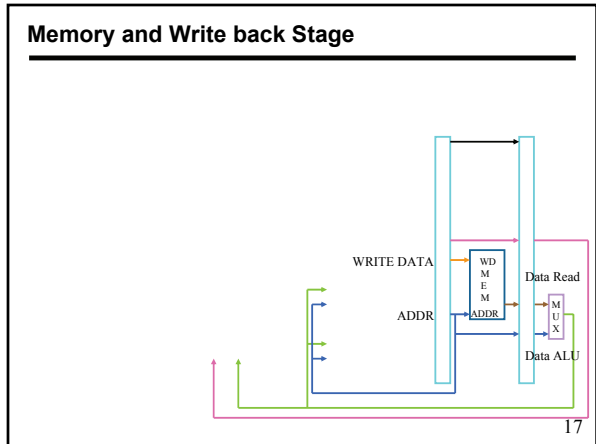 Memory and Write back Stage
WRITE DATA
WD
M
E
M
ADDR
ADDR
Data Read
M
U
X
Data ALU
17